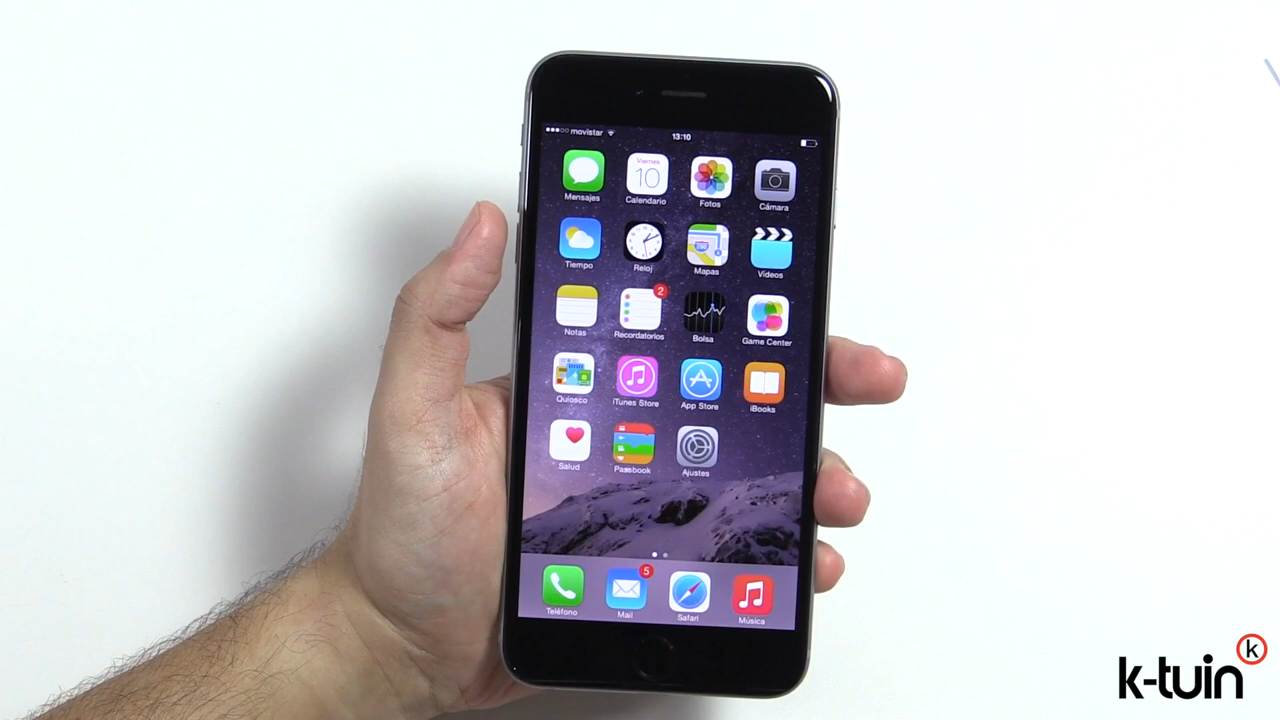 movistar 13:10
Viernes
10
Mensajes Calendario Fotos Cámara
Tiempo Reloj Mapas Vídeos
2
Notas Recordatorios Bolsa Game Center
Quiosco iTunes Store App Store iBooks
Salud Passbook Ajustes
5
Teléfono Mail Safari Música
k-tuin k